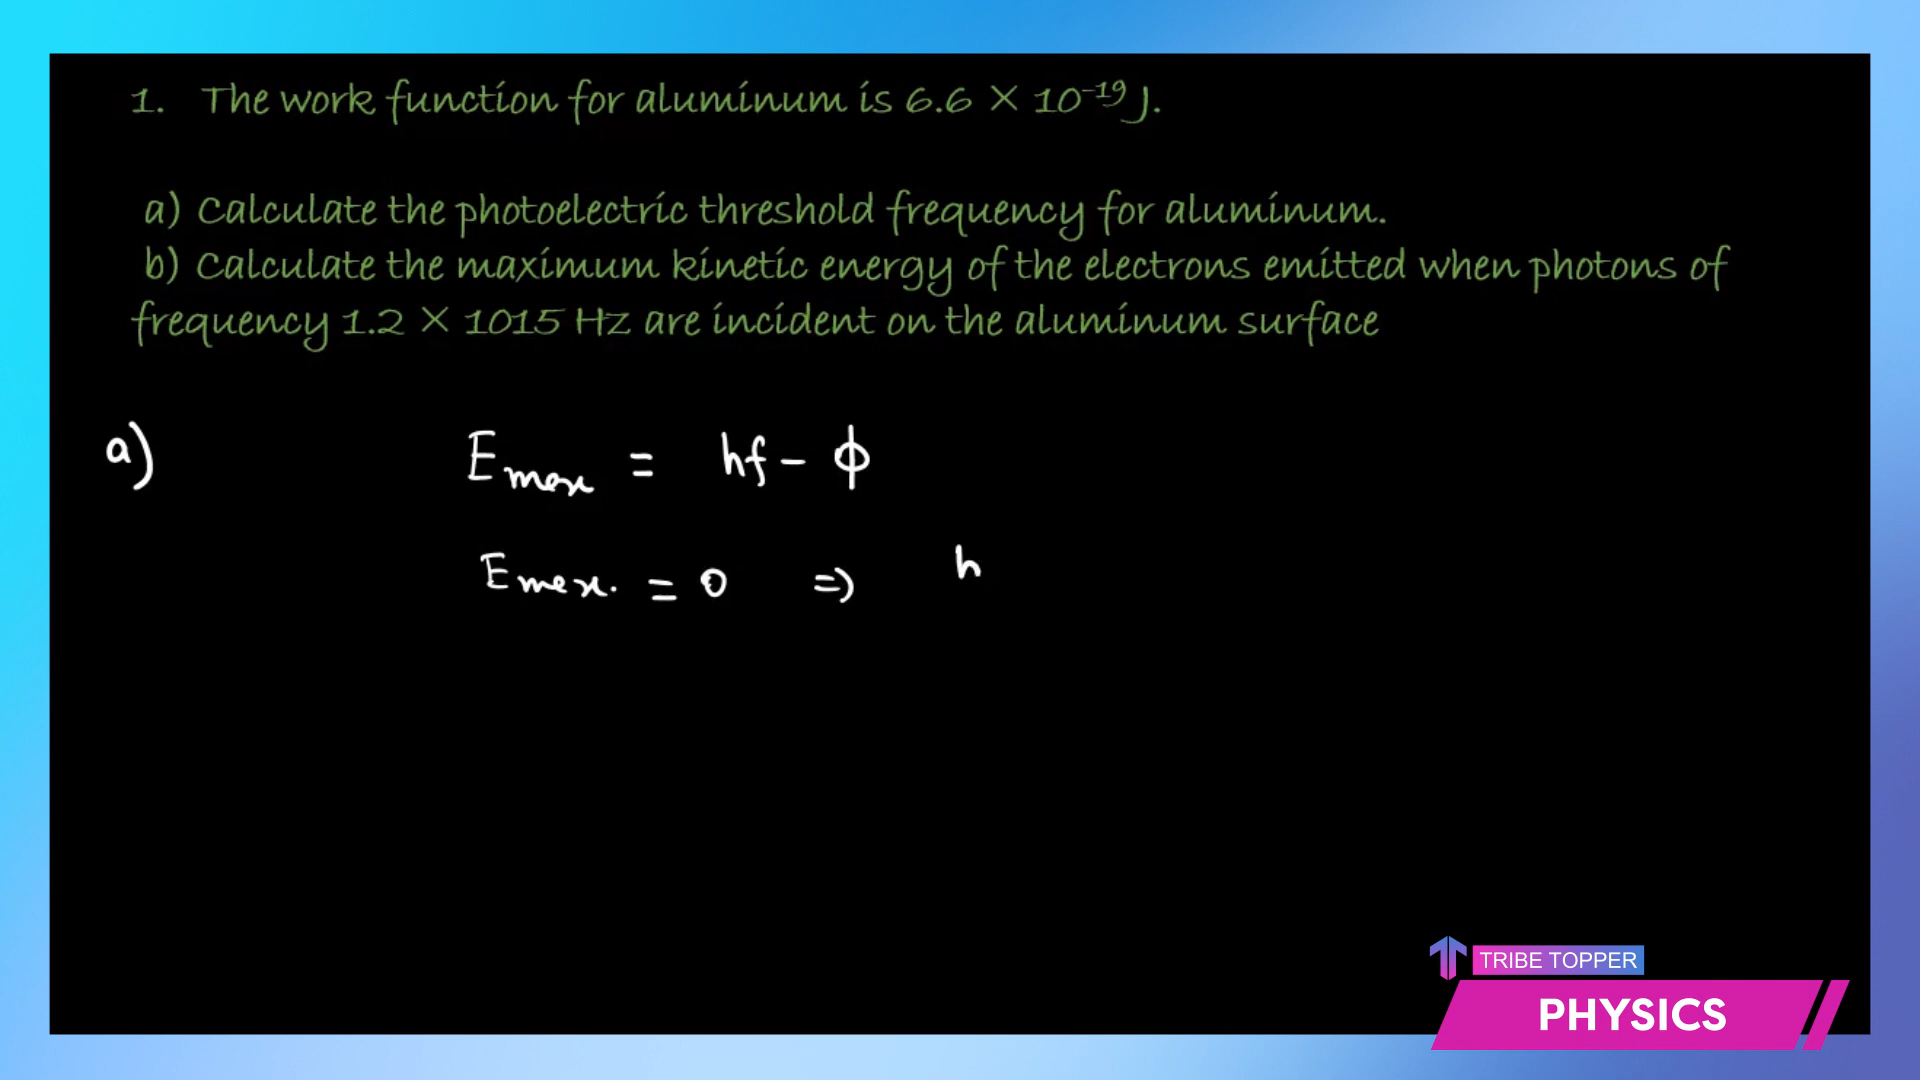 1. The work function for aluminum is 6.6 × 10⁻¹⁹ J.
a) Calculate the photoelectric threshold frequency for aluminum.
b) Calculate the maximum kinetic energy of the electrons emitted when photons of
frequency 1.2 × 1015 Hz are incident on the aluminum surface
a) Emax = hf - ϕ
Emax. = 0 ⇒ h
TRIBE TOPPER
PHYSICS